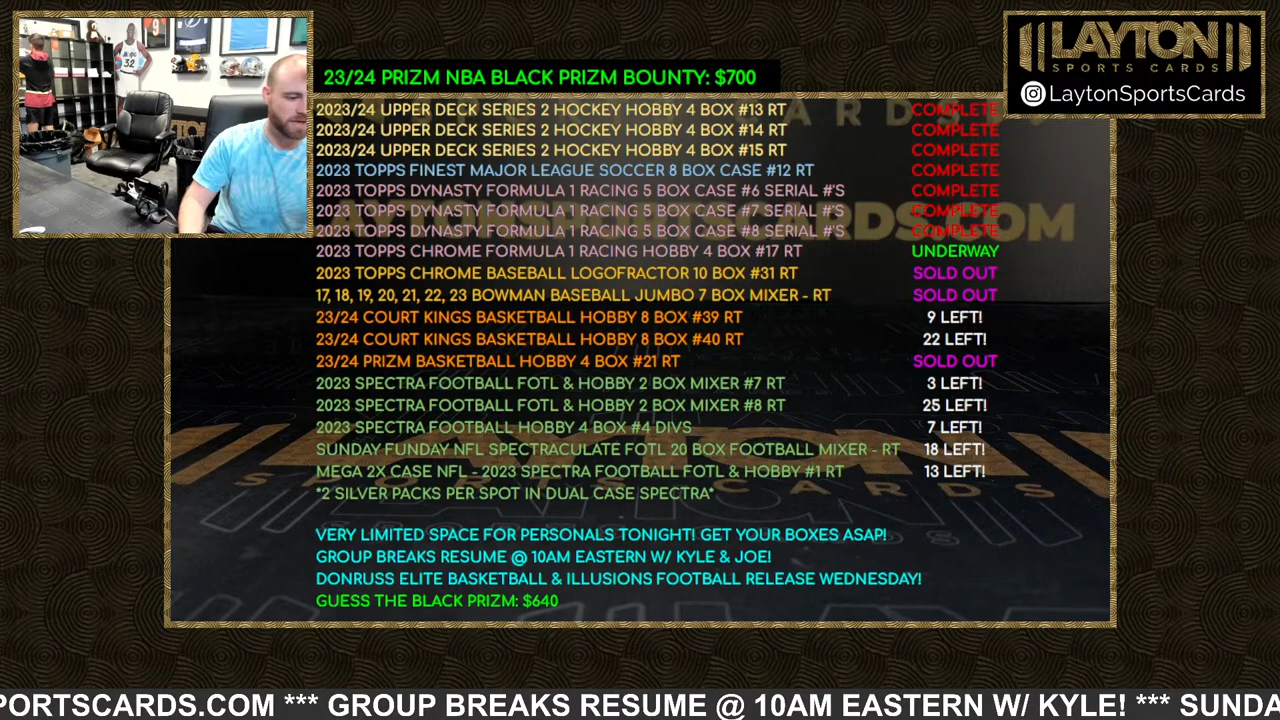 LAYTON
SPORTS CARDS
LaytonSportsCards
23/24 PRIZM NBA BLACK PRIZM BOUNTY: $700
2023/24 UPPER DECK SERIES 2 HOCKEY HOBBY 4 BOX #13 RT COMPLETE
2023/24 UPPER DECK SERIES 2 HOCKEY HOBBY 4 BOX #14 RT COMPLETE
2023/24 UPPER DECK SERIES 2 HOCKEY HOBBY 4 BOX #15 RT COMPLETE
2023 TOPPS FINEST MAJOR LEAGUE SOCCER 8 BOX CASE #12 RT COMPLETE
2023 TOPPS DYNASTY FORMULA 1 RACING 5 BOX CASE #6 SERIAL #'S COMPLETE
2023 TOPPS DYNASTY FORMULA 1 RACING 5 BOX CASE #7 SERIAL #'S COMPLETE
2023 TOPPS DYNASTY FORMULA 1 RACING 5 BOX CASE #8 SERIAL #'S COMPLETE
2023 TOPPS CHROME FORMULA 1 RACING HOBBY 4 BOX #17 RT UNDERWAY
2023 TOPPS CHROME BASEBALL LOGOFRACTOR 10 BOX #31 RT SOLD OUT
17, 18, 19, 20, 21, 22, 23 BOWMAN BASEBALL JUMBO 7 BOX MIXER - RT SOLD OUT
23/24 COURT KINGS BASKETBALL HOBBY 8 BOX #39 RT 9 LEFT!
23/24 COURT KINGS BASKETBALL HOBBY 8 BOX #40 RT 22 LEFT!
23/24 PRIZM BASKETBALL HOBBY 4 BOX #21 RT SOLD OUT
2023 SPECTRA FOOTBALL FOTL & HOBBY 2 BOX MIXER #7 RT 3 LEFT!
2023 SPECTRA FOOTBALL FOTL & HOBBY 2 BOX MIXER #8 RT 25 LEFT!
2023 SPECTRA FOOTBALL HOBBY 4 BOX #4 DIVS 7 LEFT!
SUNDAY FUNDAY NFL SPECTRACULATE FOTL 20 BOX FOOTBALL MIXER - RT 18 LEFT!
MEGA 2X CASE NFL - 2023 SPECTRA FOOTBALL FOTL & HOBBY #1 RT 13 LEFT!
*2 SILVER PACKS PER SPOT IN DUAL CASE SPECTRA*
VERY LIMITED SPACE FOR PERSONALS TONIGHT! GET YOUR BOXES ASAP!
GROUP BREAKS RESUME @ 10AM EASTERN W/ KYLE & JOE!
DONRUSS ELITE BASKETBALL & ILLUSIONS FOOTBALL RELEASE WEDNESDAY!
GUESS THE BLACK PRIZM: $640
PORTSCARDS.COM *** GROUP BREAKS RESUME @ 10AM EASTERN W/ KYLE! *** SUNDA